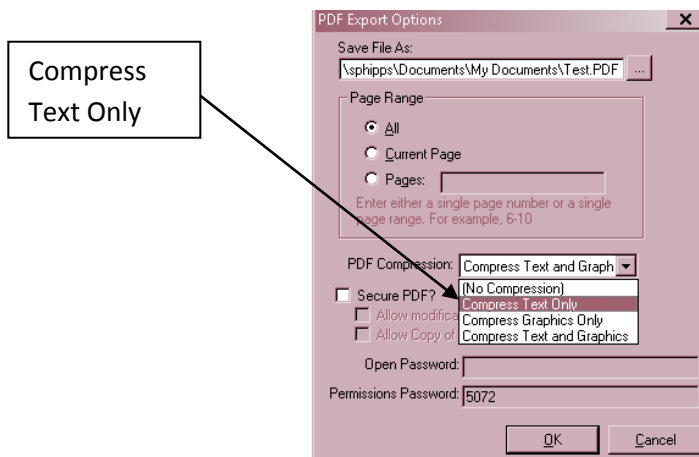 PDF Export Options
Compress
Text Only
Save File As:
\sphipps\Documents\My Documents\Test.PDF ...
Page Range
All
Current Page
Pages:
Enter either a single page number or a single
page range. For example, 6-10
PDF Compression: Compress Text and Graph
(No Compression)
Compress Text Only
Compress Graphics Only
Compress Text and Graphics
Secure PDF?
Allow modifica
Allow Copy of
Open Password:
Permissions Password: 5072
OK Cancel